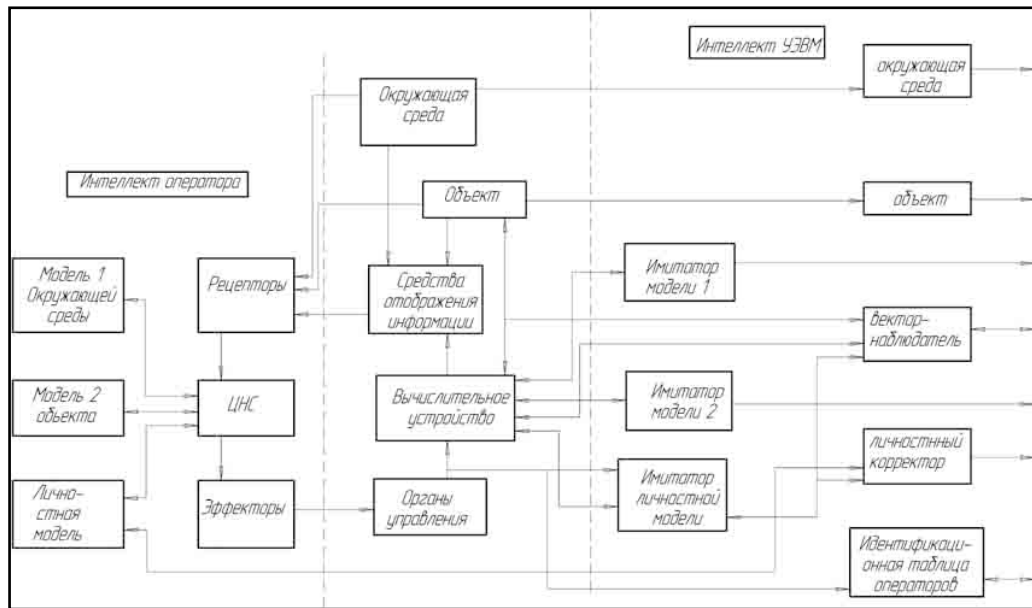 Интеллект УЭВМ
окружающая
среда
Окружающая
среда
Интеллект оператора
Объект
объект
Модель 1
Окружающей
среды
Рецепторы
Средства
отображения
информации
Имитатор
модели 1
вектор-
наблюдатель
Модель 2
объекта
ЦНС
Вычислительное
устройство
Имитатор
модели 2
личностнный
корректор
Лично-
стная
модель
Эффекторы
Органы
управления
Имитатор
личностной
модели
Идентификаци-
онная таблица
операторов